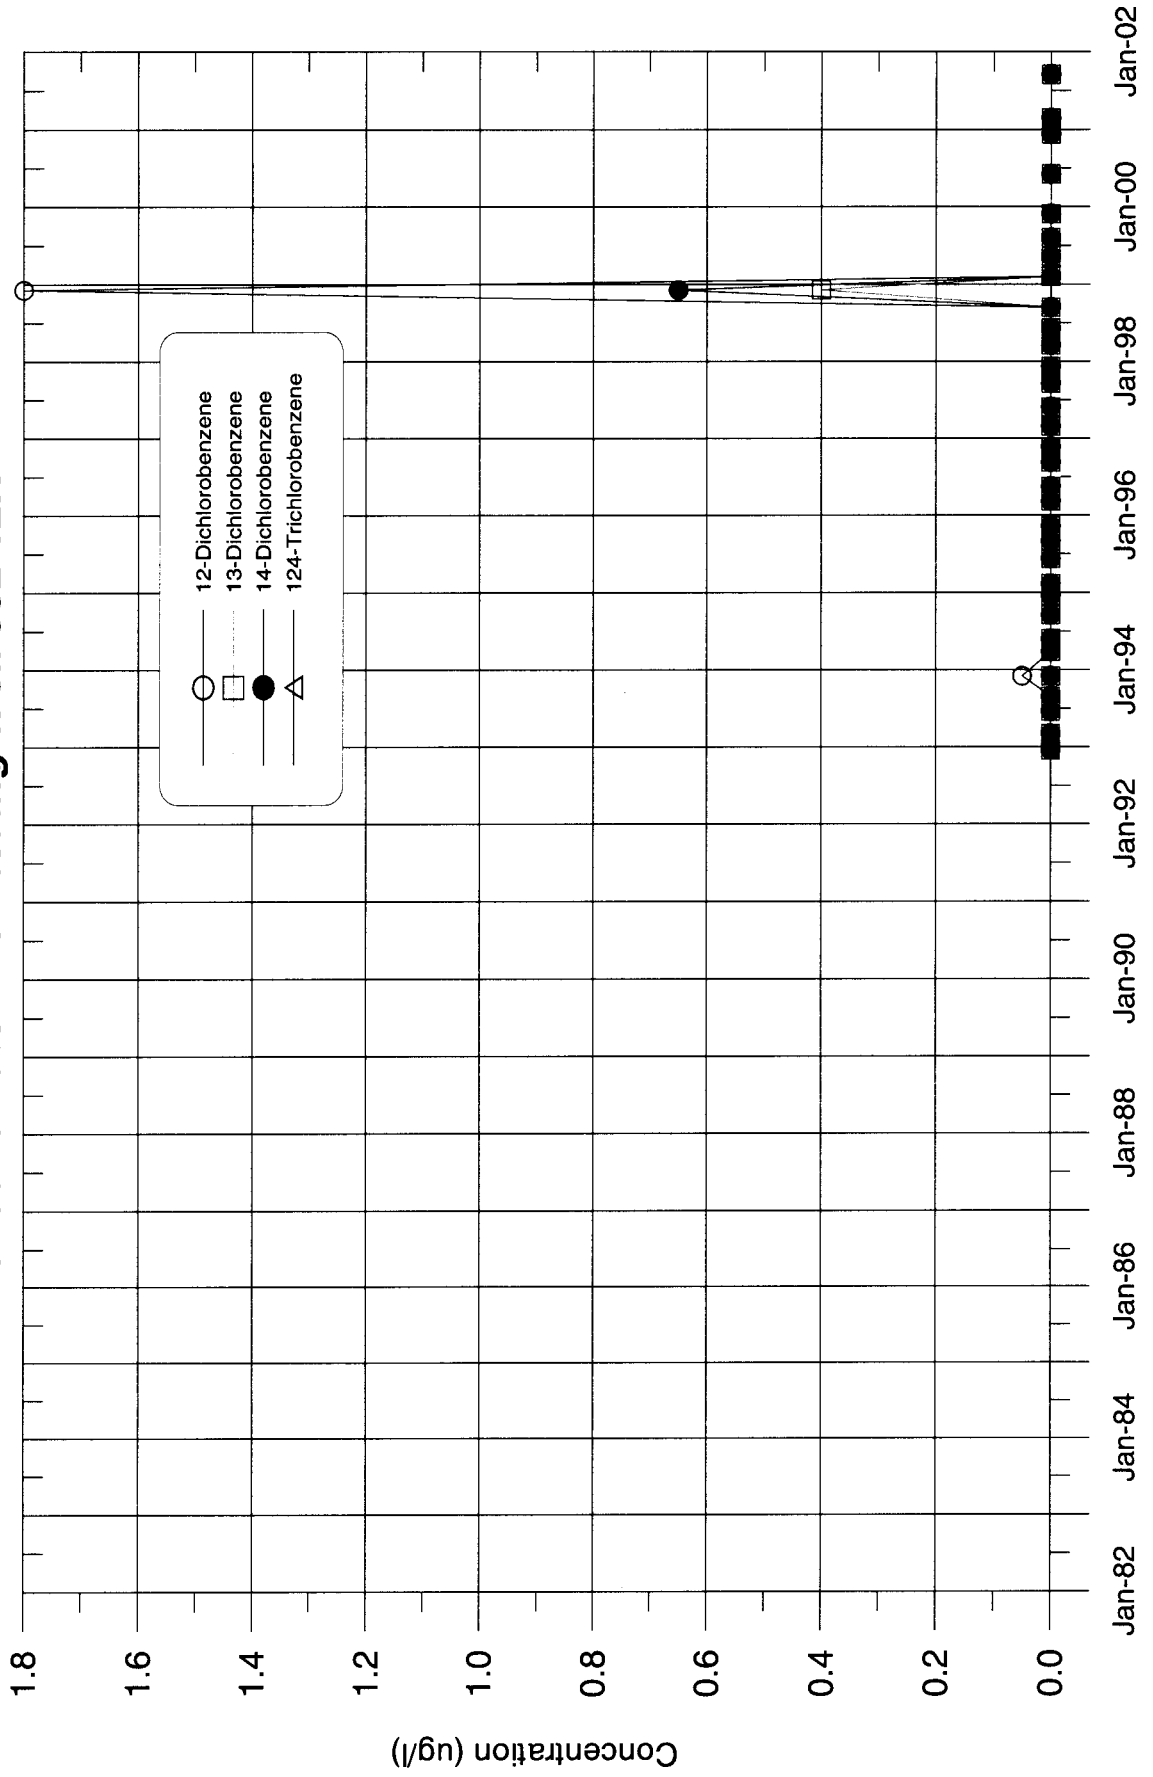 1.8
1.6
1.4
1.2
1.0
0.8
0.6
0.4
0.2
0.0
Concentration (ug/l)
Jan-82
Jan-84
Jan-86
Jan-88
Jan-90
Jan-92
Jan-94
Jan-96
Jan-98
Jan-00
Jan-02
12-Dichlorobenzene
13-Dichlorobenzene
14-Dichlorobenzene
124-Trichlorobenzene